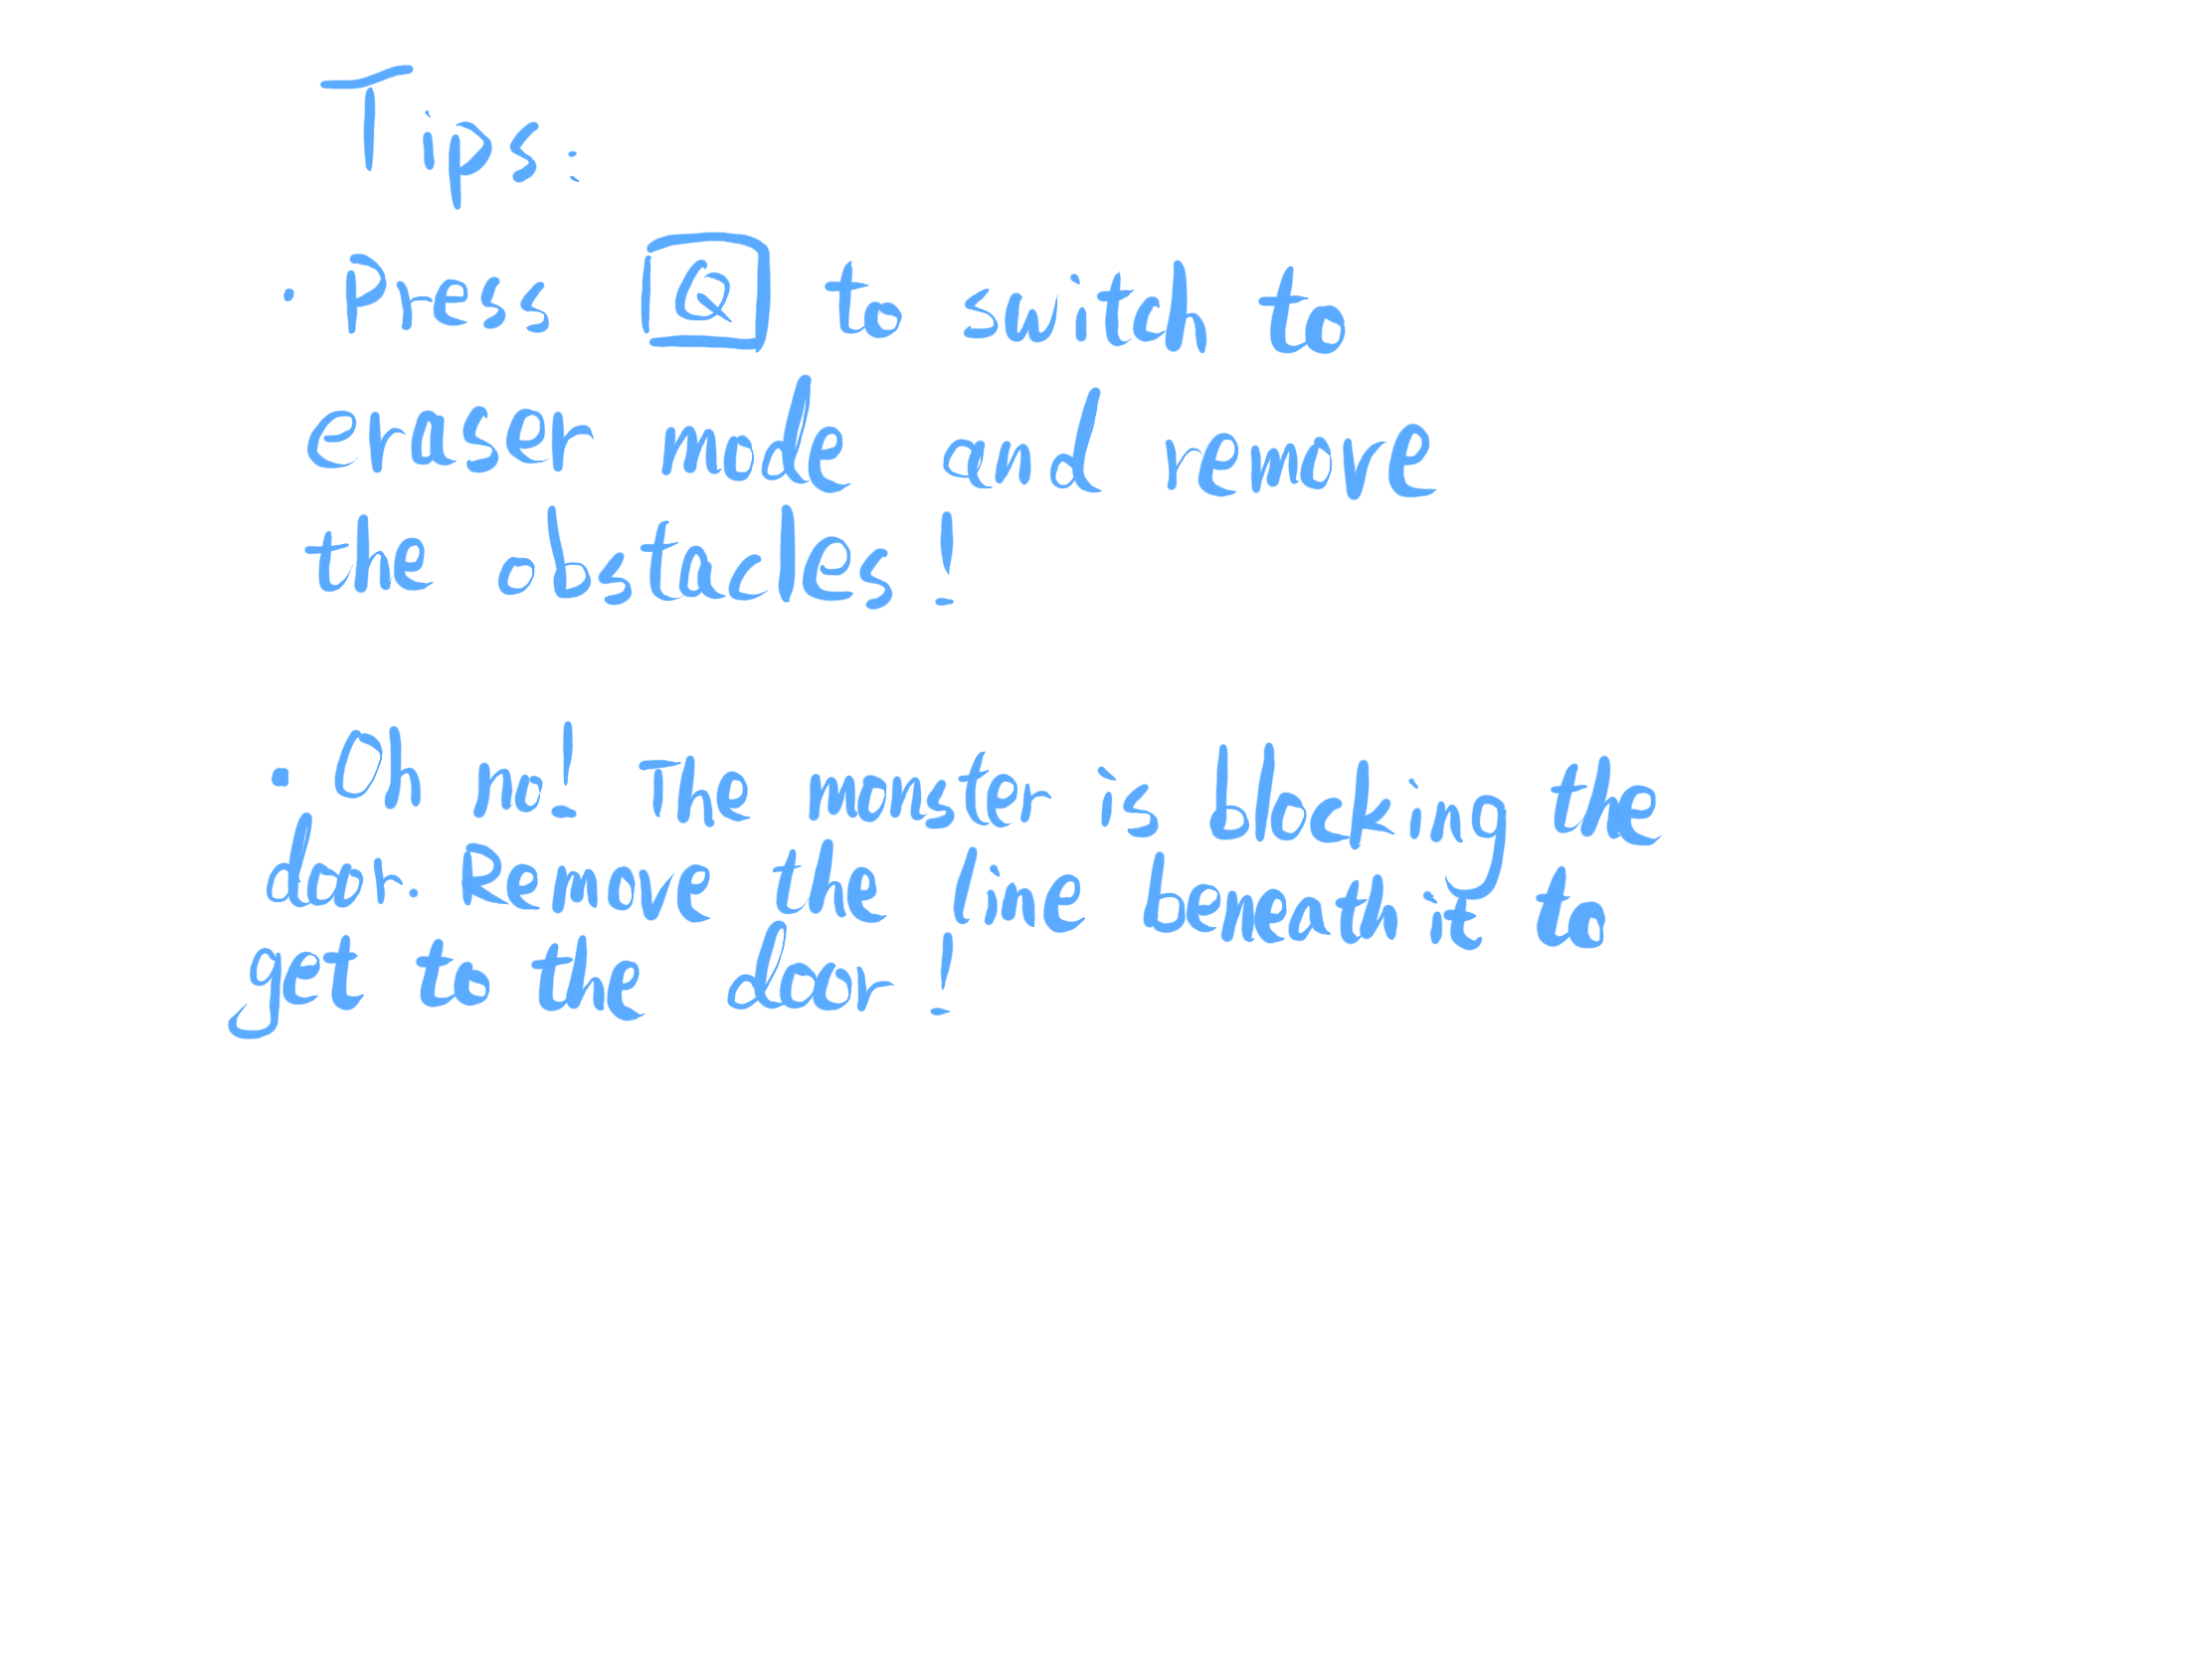 Tips:
· Press Q to switch to
eraser mode and remove
the obstacles!
· Oh no! The monster is blocking the
door. Remove the line beneath it to
get to the door!